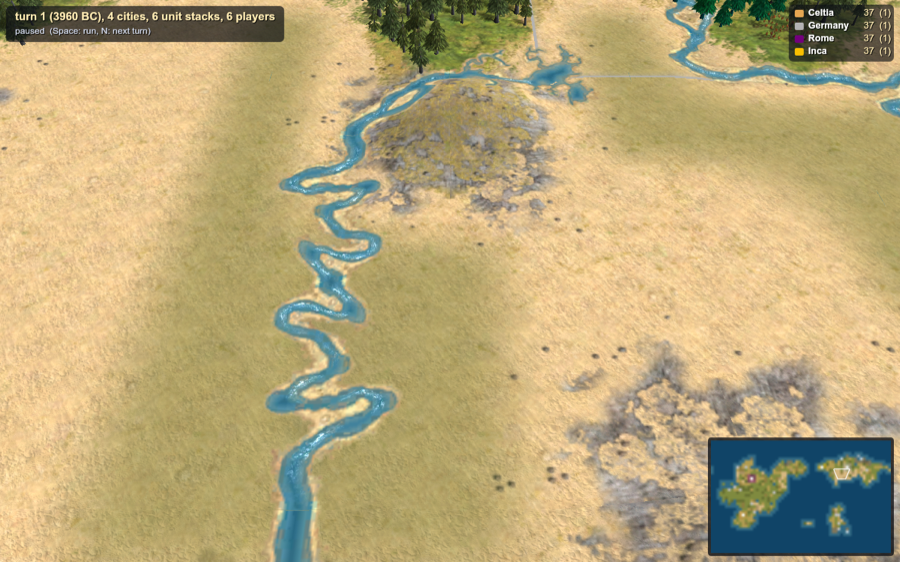 turn 1 (3960 BC), 4 cities, 6 unit stacks, 6 players
paused (Space: run, N: next turn)
Celtia 37 (1)
Germany 37 (1)
Rome 37 (1)
Inca 37 (1)